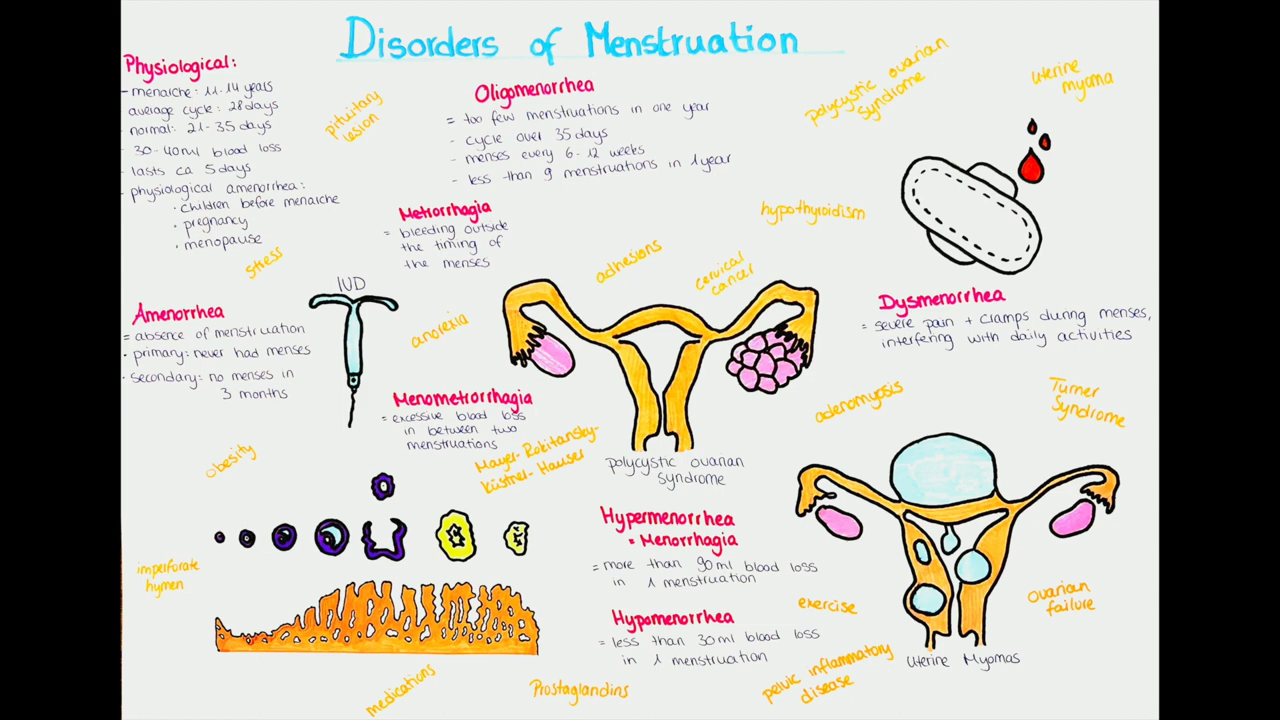 Disorders of Menstruation
Physiological:
- menarche: 11-14 years
average cycle: 28 days
- normal: 21-35 days
- 30-40ml blood loss
- lasts ca 5 days
- physiological amenorrhea:
· children before menarche
· pregnancy
· menopause
pituitary
lesion
Oligomenorrhea
= too few menstruations in one year
- cycle over 35 days
- menses every 6-12 weeks
- less than 9 menstruations in 1 year
polycystic ovarian
syndrome
uterine
myoma
Metrorrhagia
= bleeding outside
the timing of
the menses
stress
hypothyroidism
adhesions
cervical
cancer
Amenorrhea
= absence of menstruation
· primary: never had menses
· secondary: no menses in
3 months
IUD
anorexia
Dysmenorrhea
= severe pain + cramps during menses,
interfering with daily activities
Menometrorrhagia
= excessive blood loss
in between two
menstruations
adenomyosis
Turner
Syndrome
obesity
Mayer-Rokitansky-
Küstner-Hauser
polycystic ovarian
syndrome
Hypermenorrhea
= Menorrhagia
= more than 90ml blood loss
in 1 menstruation
imperforate
hymen
Hypomenorrhea
= less than 30ml blood loss
in 1 menstruation
exercise
ovarian
failure
Uterine Myomas
medications
Prostaglandins
pelvic inflammatory
disease